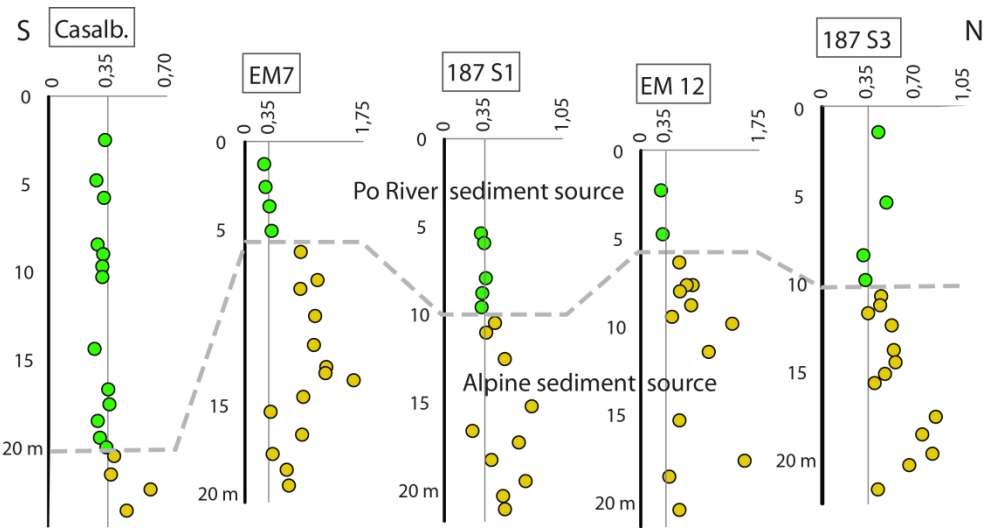 S
N
Casalb.
EM7
187 S1
EM 12
187 S3
0 0,35 0,70
0 0,35 1,75
0 0,35 1,05
0 0,35 1,75
0 0,35 0,70 1,05
0
5
10
15
20 m
0
5
15
20 m
0
5
10
15
20 m
0
5
10
15
20 m
0
5
10
15
20 m
Po River sediment source
Alpine sediment source